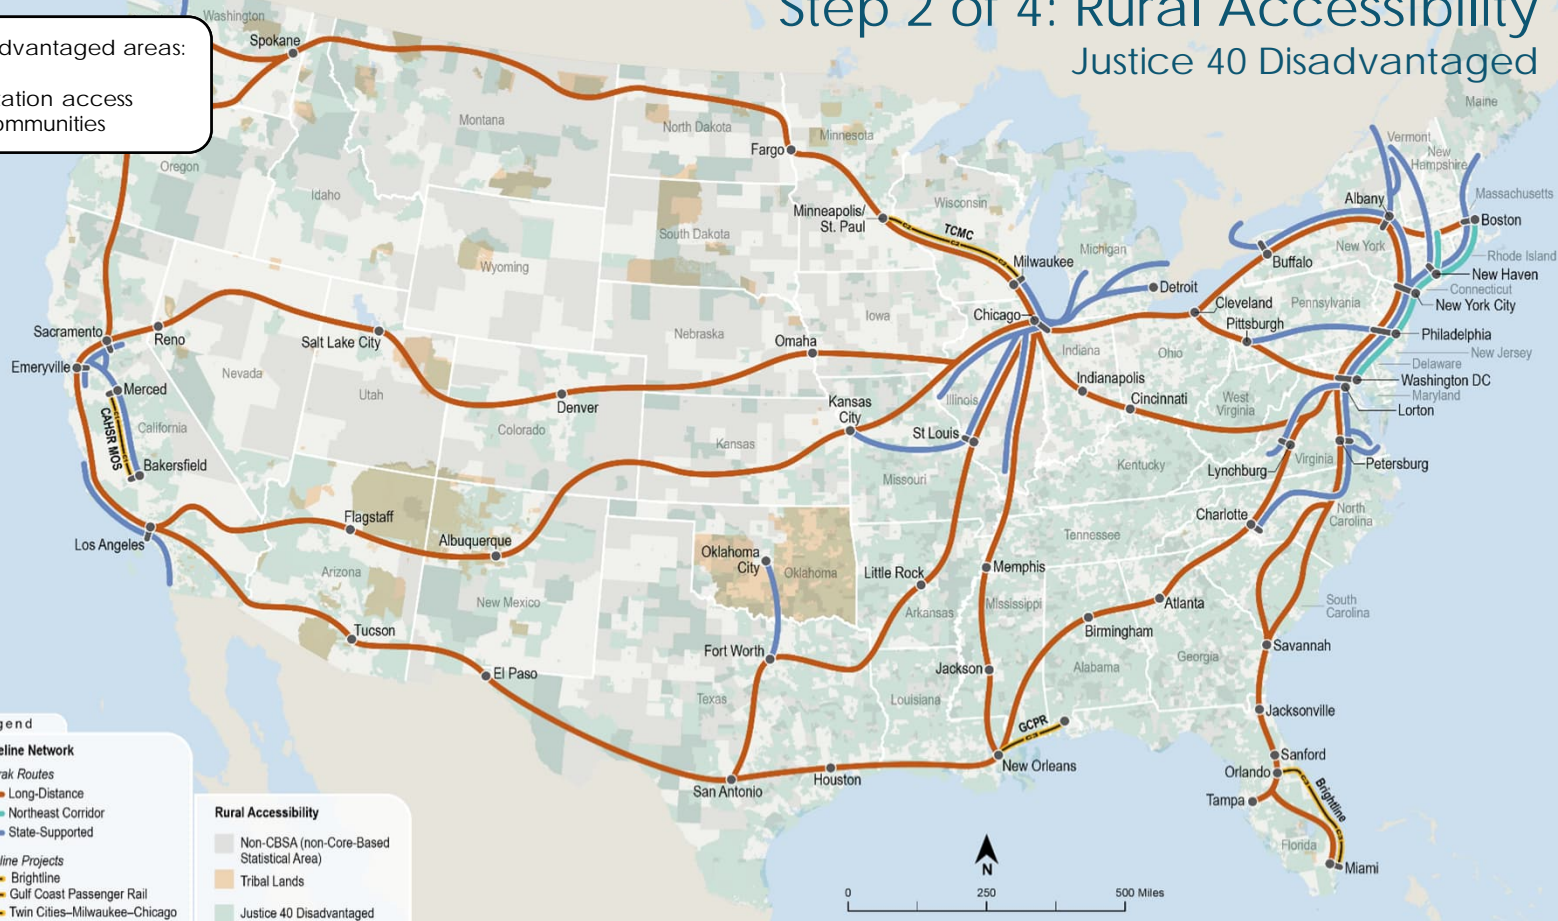 Step 2 of 4: Rural Accessibility
Justice 40 Disadvantaged
advantaged areas:
access
Washington
Spokane
Montana
North Dakota
Minnesota
Fargo
Oregon
Idaho
Minneapolis/
St. Paul
Wisconsin
TCMC
South Dakota
Wyoming
Milwaukee
Michigan
Detroit
Chicago
Maine
Vermont
New
Hampshire
Massachusetts
Albany
Boston
New York
Rhode Island
Buffalo
New Haven
Connecticut
New York City
Cleveland
Pennsylvania
Pittsburgh
Philadelphia
New Jersey
Delaware
Washington DC
Maryland
Lorton
Sacramento
Reno
Salt Lake City
Emeryville
Nevada
Utah
Merced
CAHSR MOS
California
Bakersfield
Denver
Colorado
Nebraska
Iowa
Omaha
Kansas
City
Kansas
Illinois
Indiana
Ohio
Indianapolis
Cincinnati
West
Virginia
St Louis
Missouri
Kentucky
Lynchburg
Virginia
Petersburg
Los Angeles
Flagstaff
Albuquerque
Arizona
New Mexico
Tucson
El Paso
Oklahoma
City
Oklahoma
Little Rock
Arkansas
Tennessee
Memphis
Mississippi
Charlotte
North
Carolina
South
Carolina
Atlanta
Birmingham
Alabama
Georgia
Savannah
Fort Worth
Texas
Louisiana
Jackson
GCPR
New Orleans
Houston
San Antonio
Jacksonville
Sanford
Orlando
Tampa
Brightline
Florida
Miami
N
0 250 500 Miles
Routes
Long-Distance
Northeast Corridor
State-Supported
Projects
Brightline
Gulf Coast Passenger Rail
Twin Cities–Milwaukee–Chicago
Rural Accessibility
Non-CBSA (non-Core-Based
Statistical Area)
Tribal Lands
Justice 40 Disadvantaged